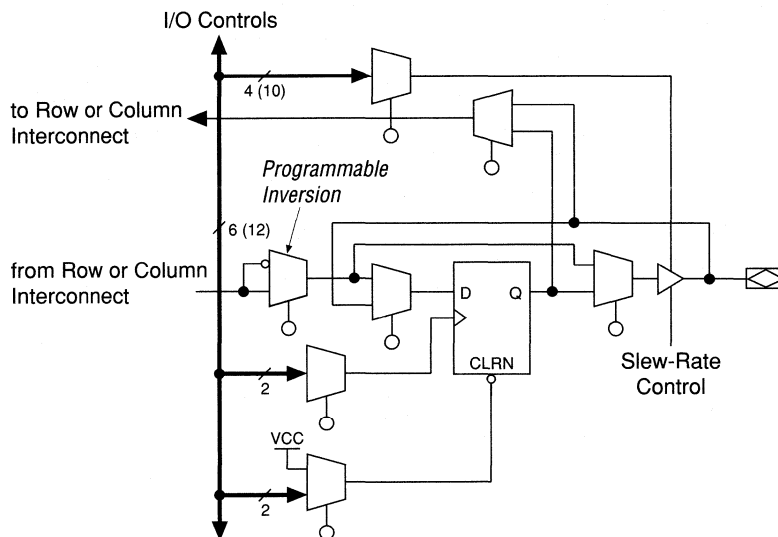 I/O Controls
4 (10)
to Row or Column
Interconnect
Programmable
Inversion
6 (12)
from Row or Column
Interconnect
D
Q
CLRN
Slew-Rate
Control
2
VCC
2